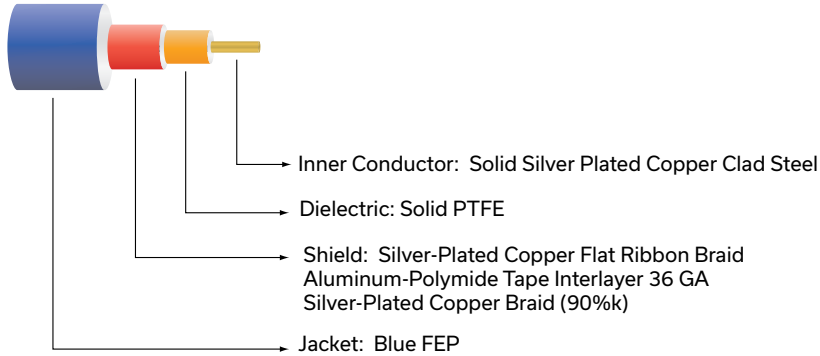 Inner Conductor: Solid Silver Plated Copper Clad Steel
Dielectric: Solid PTFE
Shield: Silver-Plated Copper Flat Ribbon Braid
Aluminum-Polymide Tape Interlayer 36 GA
Silver-Plated Copper Braid (90%k)
Jacket: Blue FEP